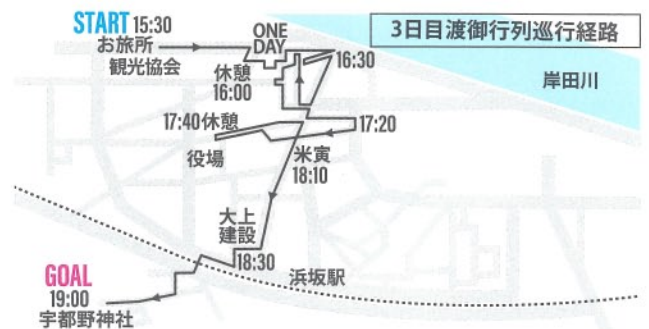 3日目渡御行列巡行経路
START 15:30
お旅所
観光協会
ONE
DAY
休憩
16:00
16:30
岸田川
17:20
17:40休憩
役場
米寅
18:10
大上
建設
18:30
浜坂駅
GOAL
19:00
宇都野神社